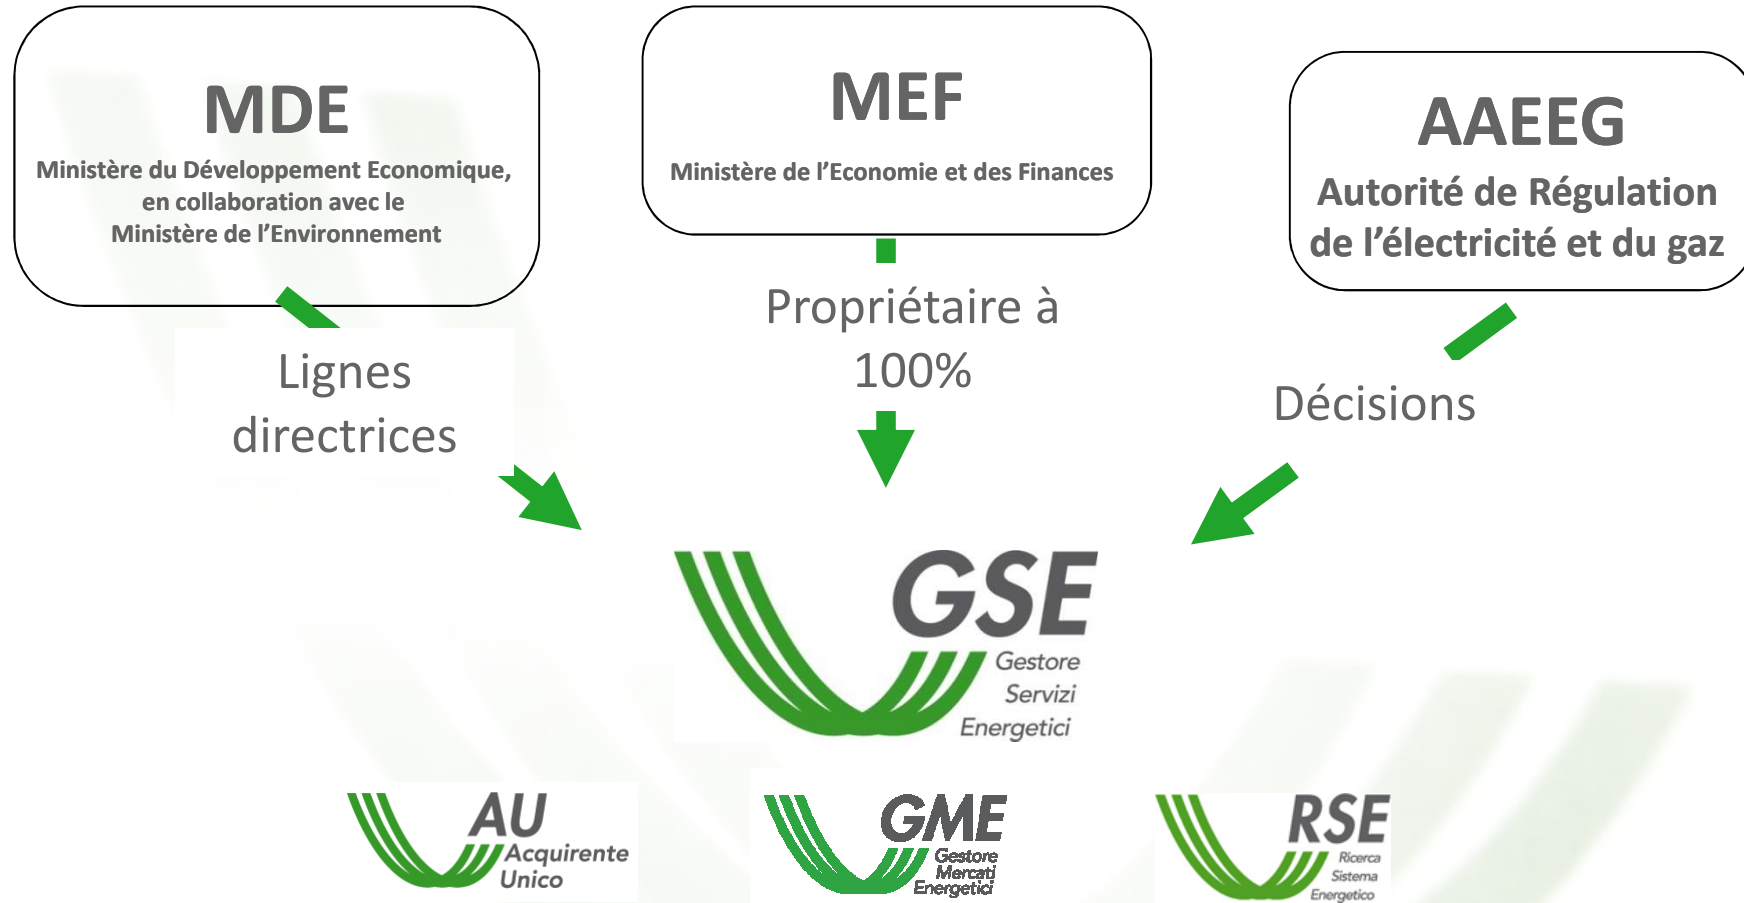 MDE
Ministère du Développement Economique,
en collaboration avec le
Ministère de l'Environnement
MEF
Ministère de l'Economie et des Finances
AAEEG
Autorité de Régulation
de l'électricité et du gaz
Lignes
directrices
Propriétaire à
100%
Décisions
GSE
Gestore
Servizi
Energetici
AU
Acquirente
Unico
GME
Gestore
Mercati
Energetici
RSE
Ricerca
Sistema
Energetico